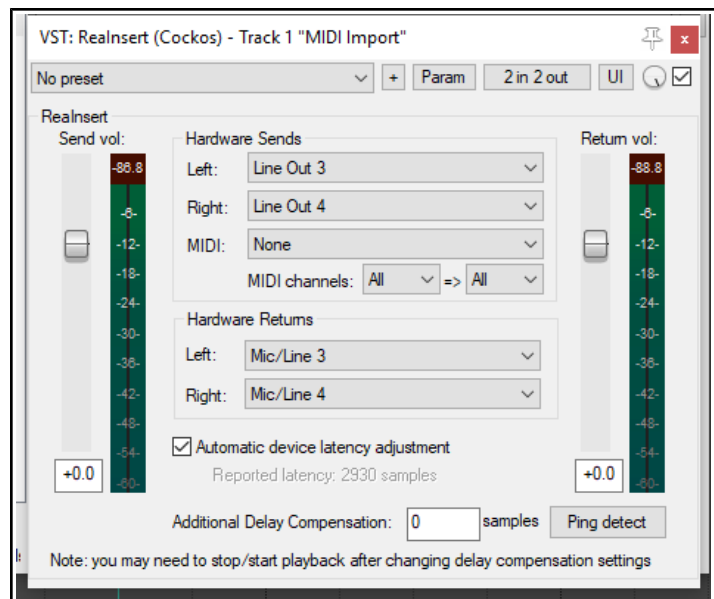 VST: ReaInsert (Cockos) - Track 1 "MIDI Import"
x
No preset + Param 2 in 2 out UI
ReaInsert
Send vol: Hardware Sends Return vol:
-86.8 Left: Line Out 3 -88.8
-6- Right: Line Out 4 -6-
-12- MIDI: None -12-
-18- MIDI channels: All => All -18-
-24- -24-
-30- Hardware Returns -30-
-36- Left: Mic/Line 3 -36-
-42- Right: Mic/Line 4 -42-
-48- -48-
-54- Automatic device latency adjustment -54-
+0.0 -60- Reported latency: 2930 samples +0.0 -60-
Additional Delay Compensation: 0 samples Ping detect
Note: you may need to stop/start playback after changing delay compensation settings